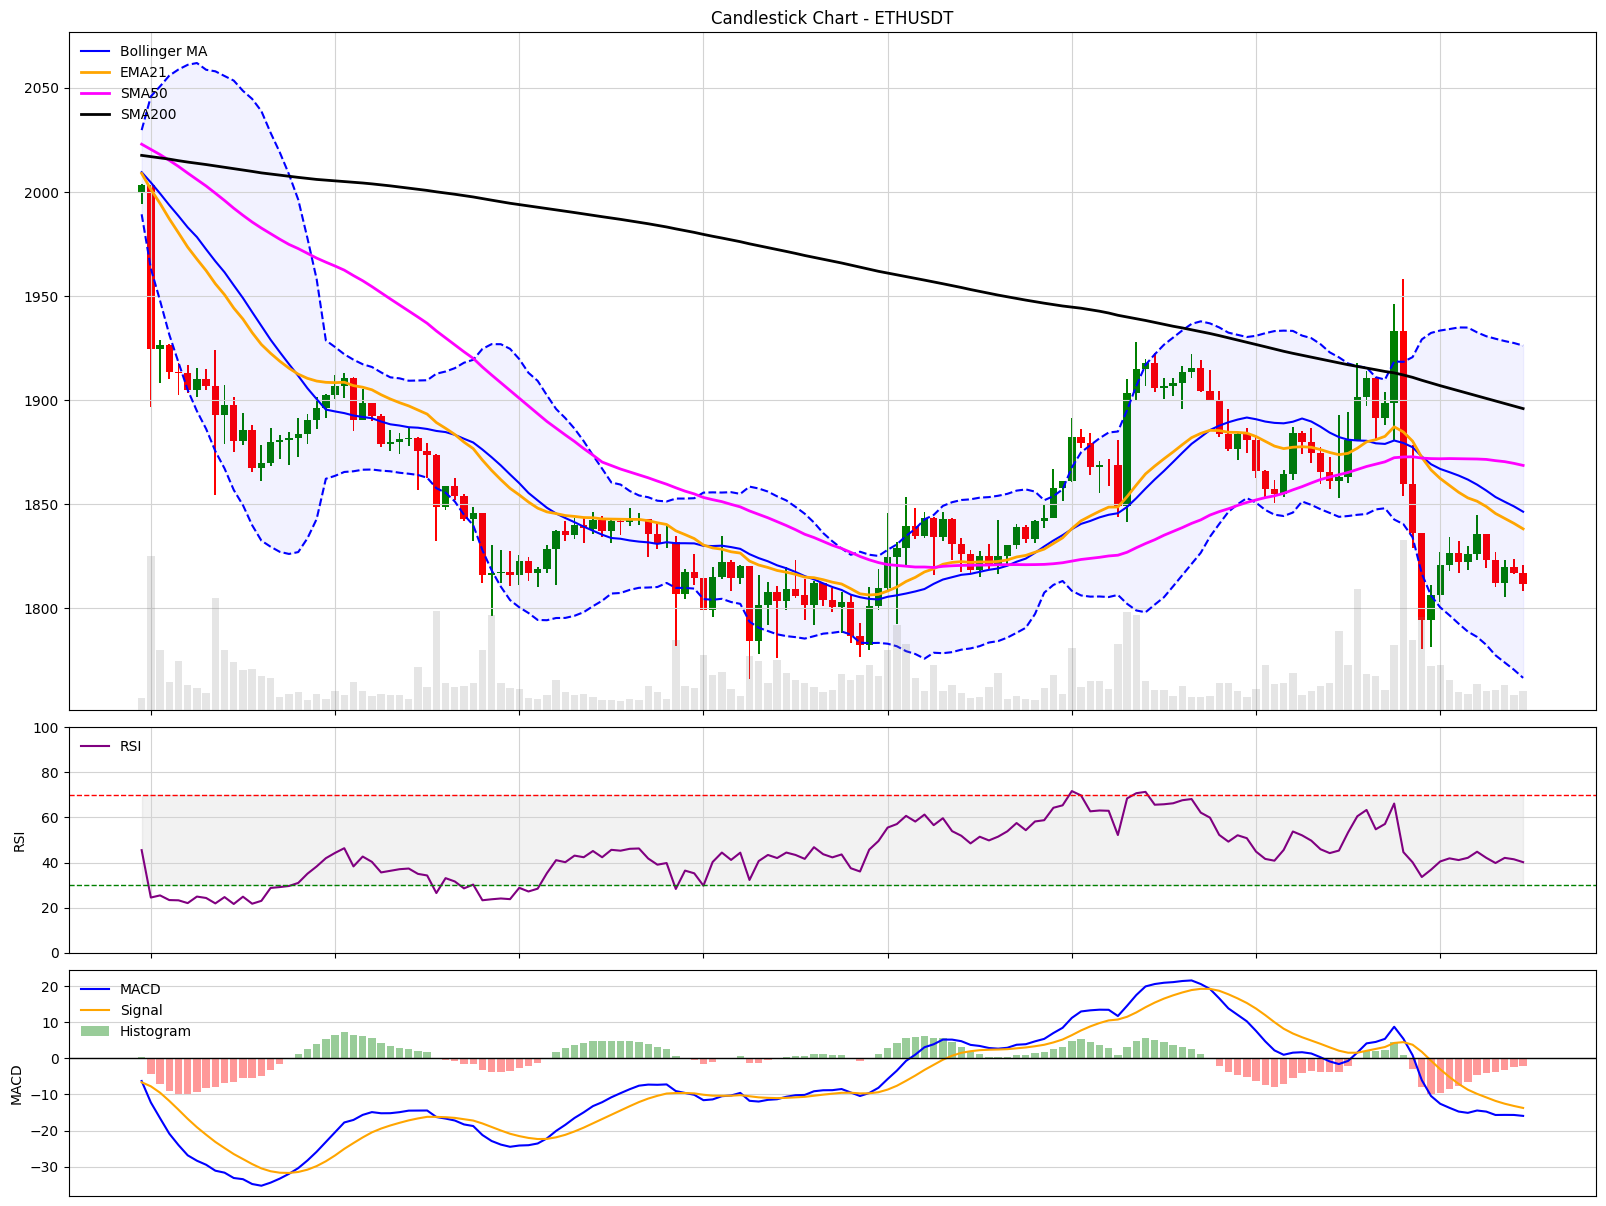 Candlestick Chart - ETHUSDT
Bollinger MA
EMA21
SMA50
SMA200
2050
2000
1950
1900
1850
1800
RSI
100
80
60
40
20
0
RSI
MACD
Signal
Histogram
20
10
0
−10
−20
−30
MACD